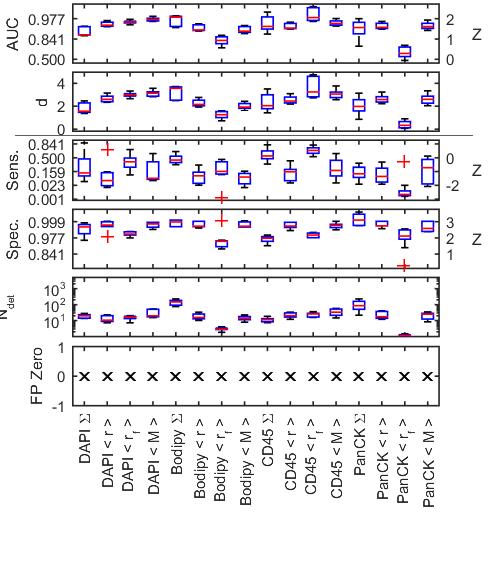 AUC
0.977
0.841
0.500
2
1
0
Z
d
4
2
0
Sens.
0.841
0.500
0.159
0.023
0.001
0
-2
Z
Spec.
0.999
0.977
0.841
3
2
1
Z
N_del
10^3
10^2
10^1
FP Zero
1
0
-1
DAPI Σ
DAPI < r >
DAPI < r_f >
DAPI < M >
Bodipy Σ
Bodipy < r >
Bodipy < r_f >
Bodipy < M >
CD45 Σ
CD45 < r >
CD45 < r_f >
CD45 < M >
PanCK Σ
PanCK < r >
PanCK < r_f >
PanCK < M >